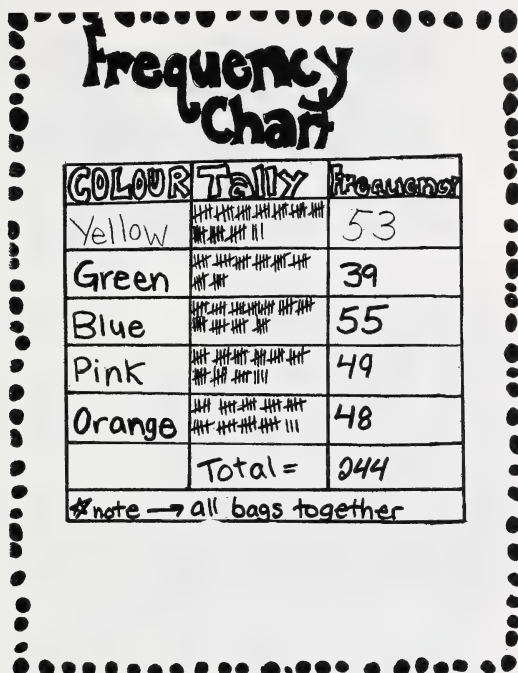 Frequency
Chart
COLOUR Tally Frequency
Yellow 53
Green 39
Blue 55
Pink 49
Orange 48
Total = 244
☆ note → all bags together